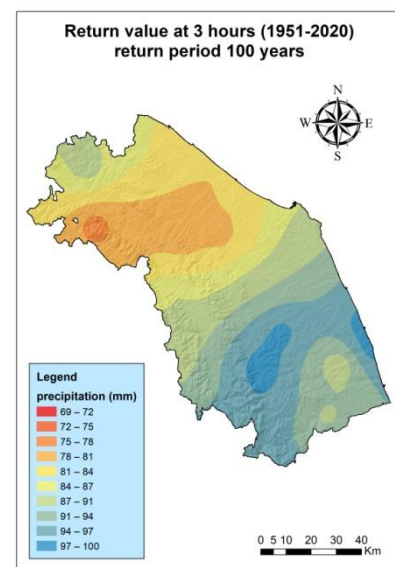 Return value at 3 hours (1951-2020)
return period 100 years
N
W E
S
Legend
precipitation (mm)
69 – 72
72 – 75
75 – 78
78 – 81
81 – 84
84 – 87
87 – 91
91 – 94
94 – 97
97 – 100
0 5 10 20 30 40
Km